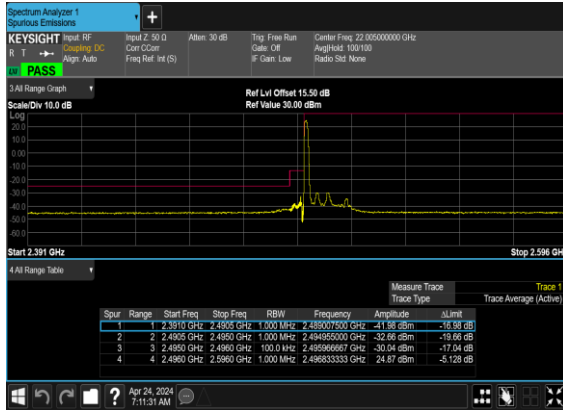 Spectrum Analyzer 1
Spurious Emissions
+
KEYSIGHT Input: RF Input Z: 50 Ω Atten: 30 dB Trig: Free Run Center Freq: 22.005000000 GHz
R T Coupling: DC Corr CCorr Gate: Off Avg|Hold: 100/100
Align: Auto Freq Ref: Int (S) IF Gain: Low Radio Std: None
PASS
3 All Range Graph
Ref Lvl Offset 15.50 dB
Scale/Div 10.0 dB Ref Value 30.00 dBm
Log
20.0
10.0
0.00
-10.0
-20.0
-30.0
-40.0
-50.0
-60.0
Start 2.391 GHz Stop 2.596 GH
4 All Range Table
Measure Trace Trace 1
Trace Type Trace Average (Active)
Spur Range Start Freq Stop Freq RBW Frequency Amplitude ΔLimit
1 1 2.3910 GHz 2.4905 GHz 1.000 MHz 2.489007500 GHz -41.98 dBm -16.98 dB
2 2 2.4905 GHz 2.4950 GHz 1.000 MHz 2.494955000 GHz -32.66 dBm -19.66 dB
3 3 2.4950 GHz 2.4960 GHz 100.0 kHz 2.495966667 GHz -30.04 dBm -17.04 dB
4 4 2.4960 GHz 2.5960 GHz 1.000 MHz 2.496833333 GHz 24.87 dBm -5.128 dB
? Apr 24, 2024
7:11:31 AM